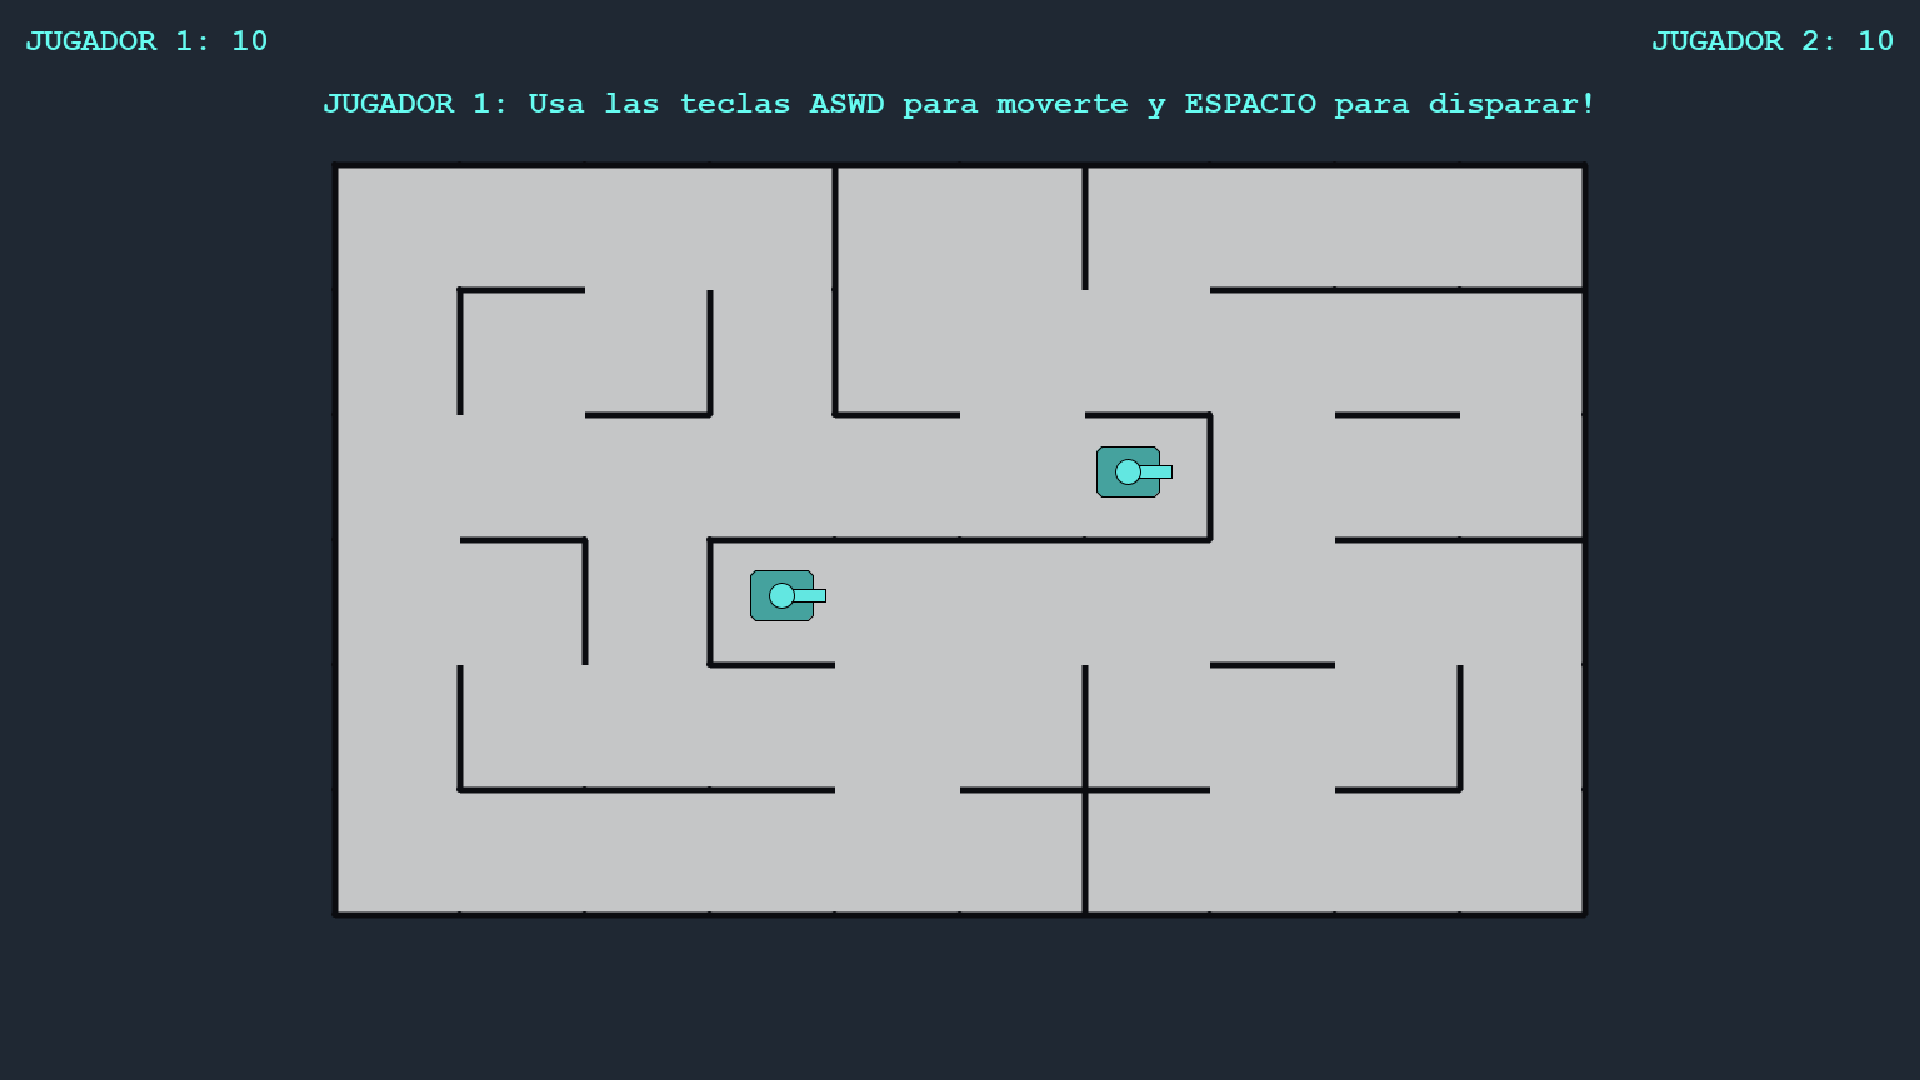 JUGADOR 1: 10
JUGADOR 2: 10
JUGADOR 1: Usa las teclas ASWD para moverte y ESPACIO para disparar!